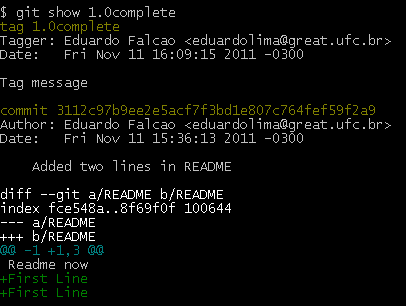 $ git show 1.0complete
tag 1.0complete
Tagger: Eduardo Falcao <eduardolima@great.ufc.br>
Date:   Fri Nov 11 16:09:15 2011 -0300

Tag message

commit 3112c97b9ee2e5acf7f3bd1e807c764fef59f2a9
Author: Eduardo Falcao <eduardolima@great.ufc.br>
Date:   Fri Nov 11 15:36:13 2011 -0300

    Added two lines in README

diff --git a/README b/README
index fce548a..8f69f0f 100644
--- a/README
+++ b/README
@@ -1 +1,3 @@
 Readme now
+First Line
+First Line